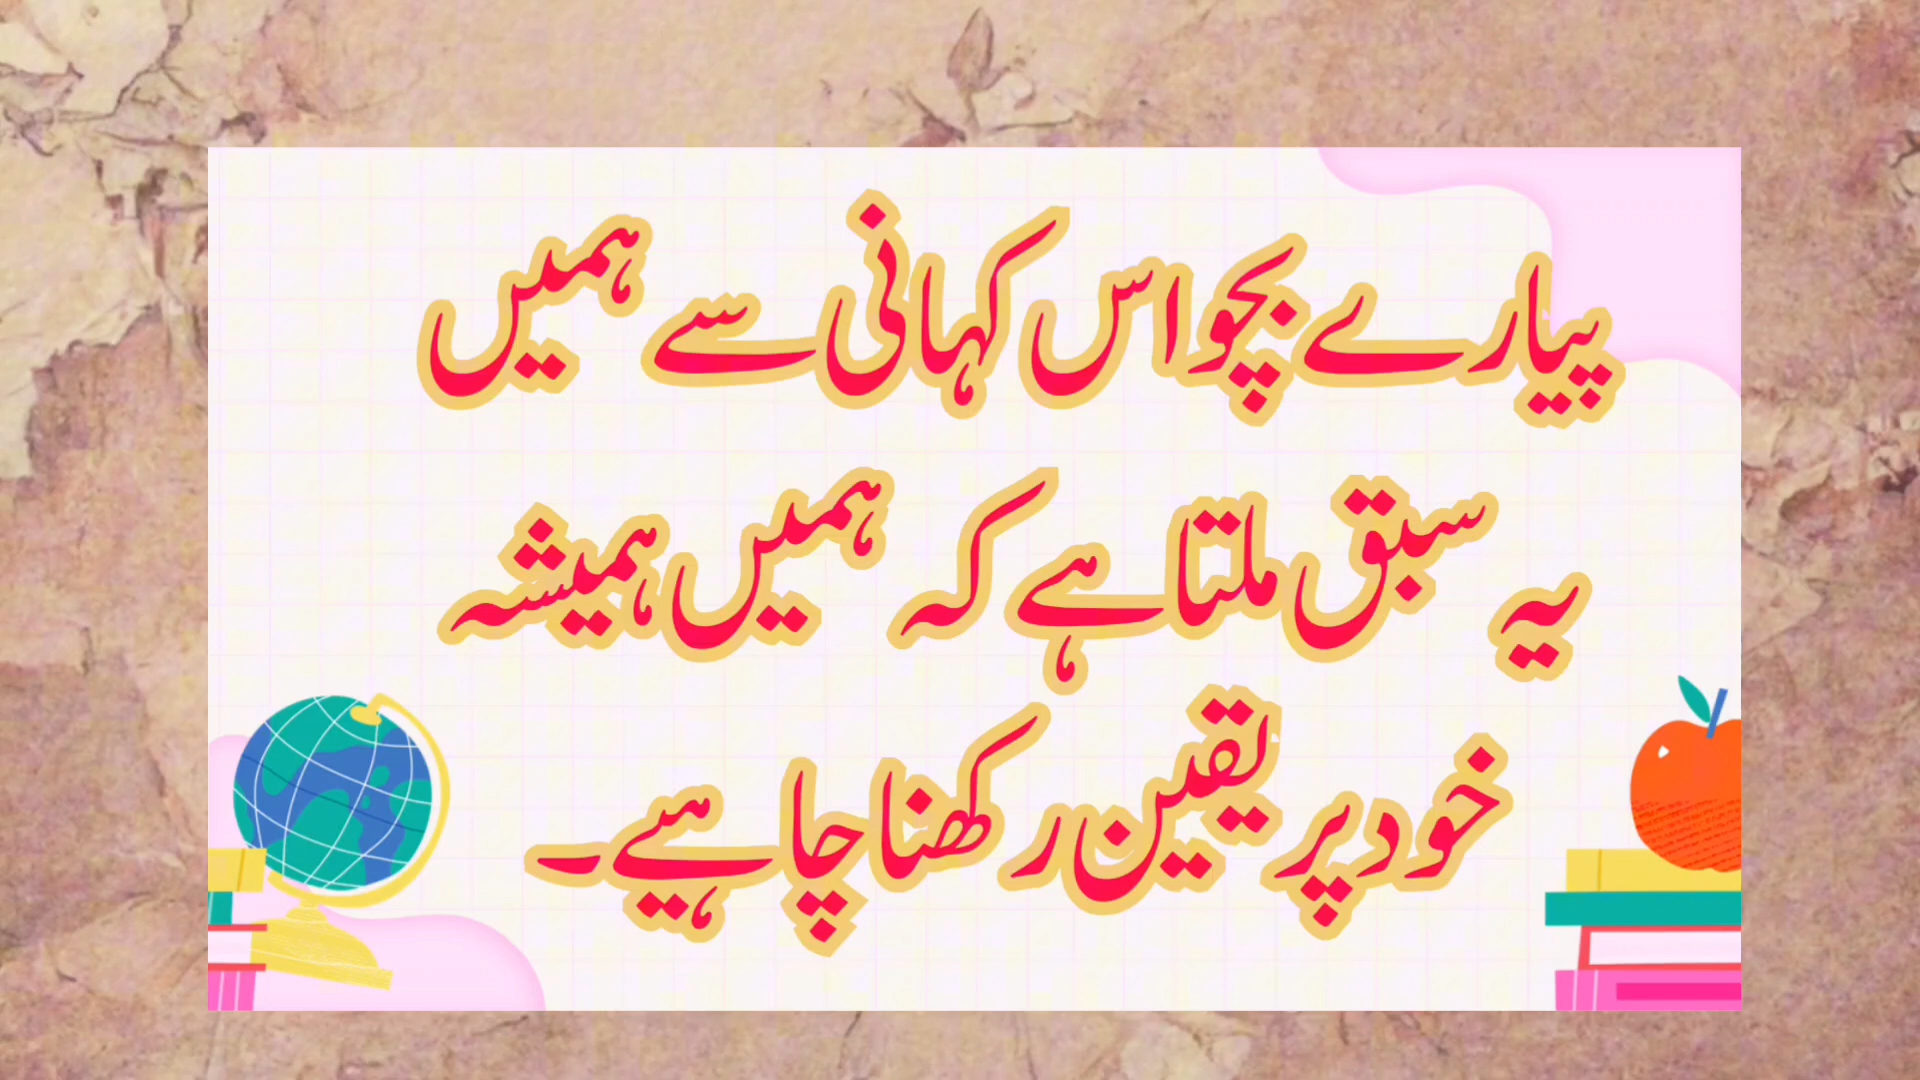 پیارے بچو اس کہانی سے ہمیں
یہ سبق ملتا ہے کہ ہمیں ہمیشہ
خود پر یقین رکھنا چاہیے۔